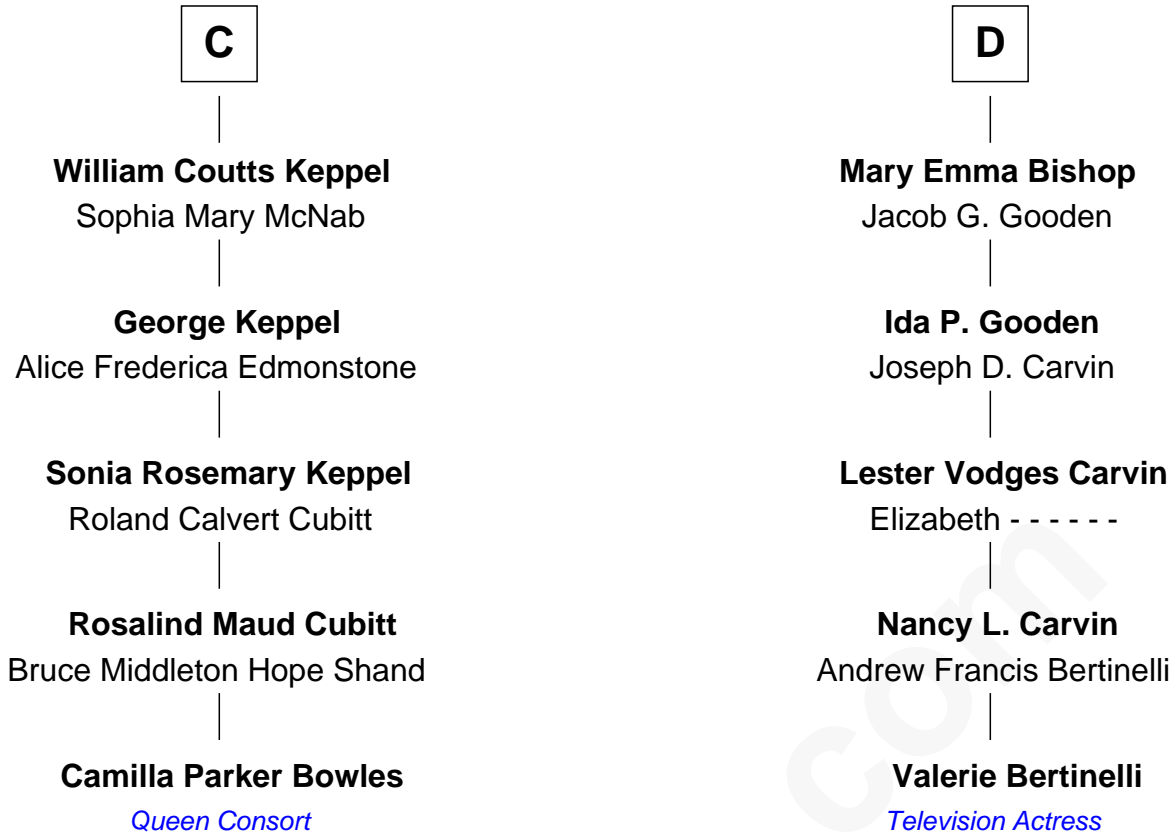 C
William Coutts Keppel
Sophia Mary McNab
George Keppel
Alice Frederica Edmonstone
Sonia Rosemary Keppel
Roland Calvert Cubitt
Rosalind Maud Cubitt
Bruce Middleton Hope Shand
Camilla Parker Bowles
Queen Consort
D
Mary Emma Bishop
Jacob G. Gooden
Ida P. Gooden
Joseph D. Carvin
Lester Vodges Carvin
Elizabeth - - - - - -
Nancy L. Carvin
Andrew Francis Bertinelli
Valerie Bertinelli
Television Actress
com